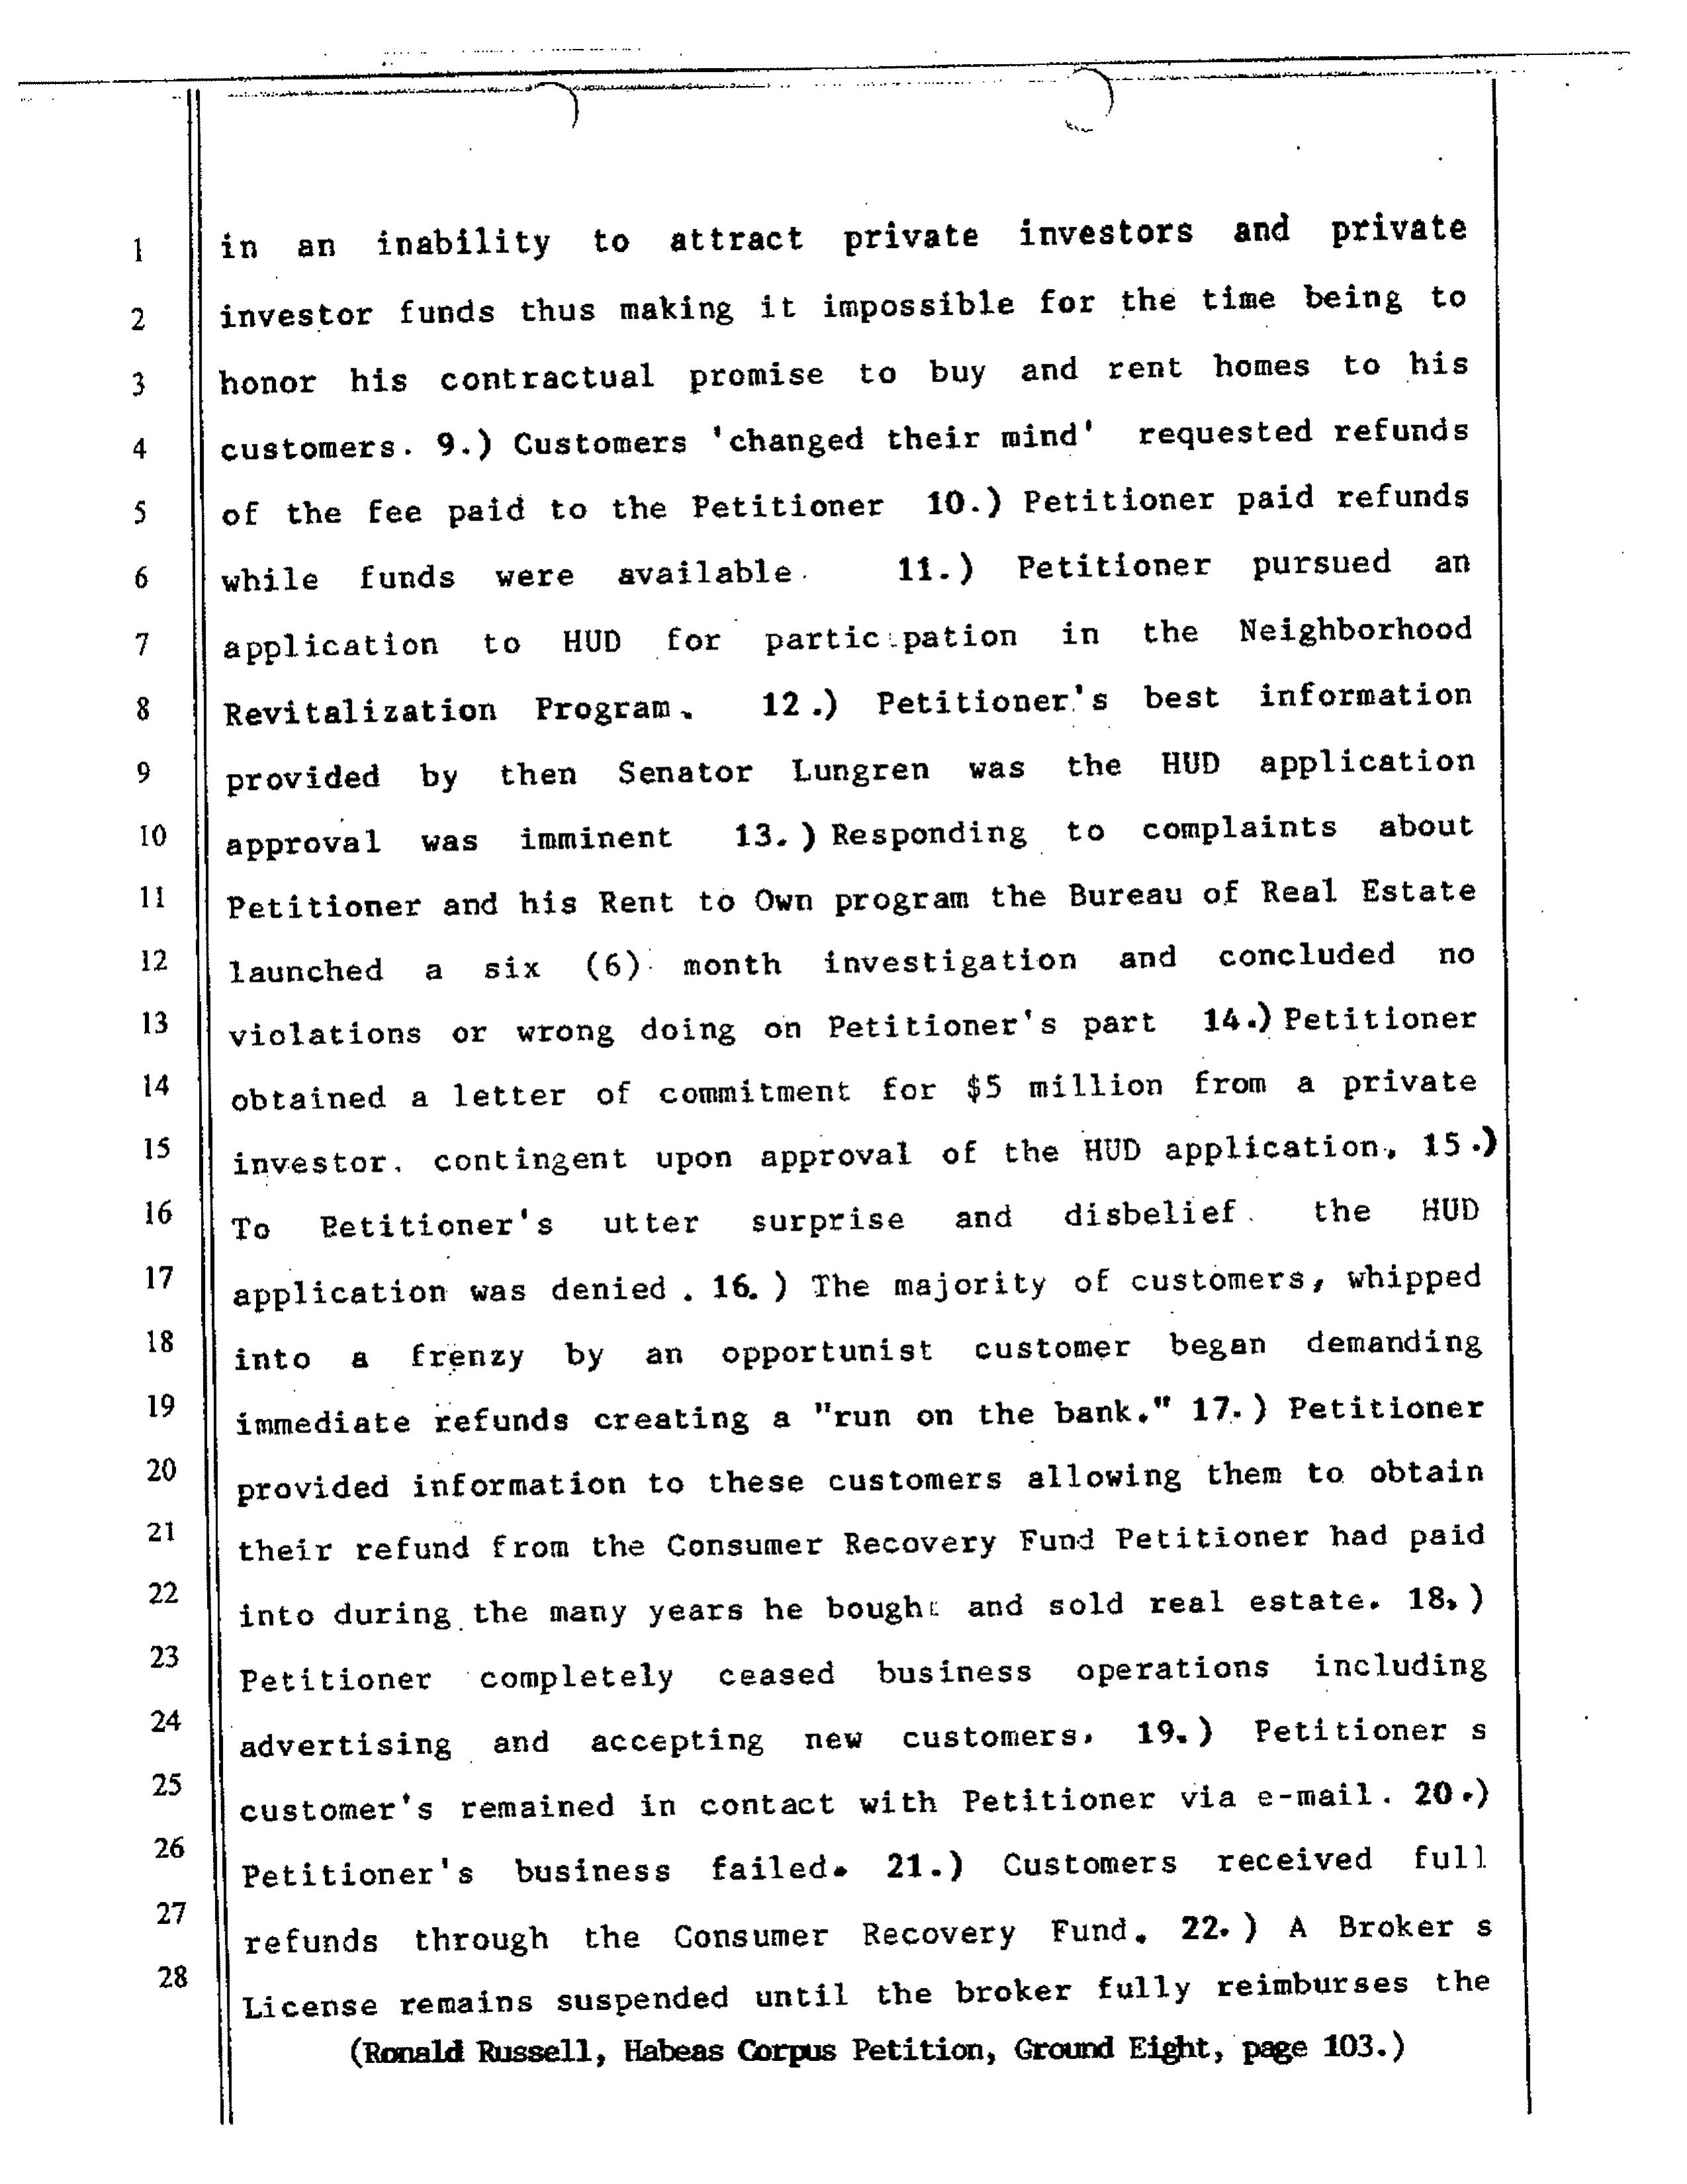 1 in an inability to attract private investors and private
2 investor funds thus making it impossible for the time being to
3 honor his contractual promise to buy and rent homes to his
4 customers. 9.) Customers 'changed their mind' requested refunds
5 of the fee paid to the Petitioner 10.) Petitioner paid refunds
6 while funds were available. 11.) Petitioner pursued an
7 application to HUD for partic:pation in the Neighborhood
8 Revitalization Program. 12.) Petitioner's best information
9 provided by then Senator Lungren was the HUD application
10 approval was imminent 13.) Responding to complaints about
11 Petitioner and his Rent to Own program the Bureau of Real Estate
12 launched a six (6) month investigation and concluded no
13 violations or wrong doing on Petitioner's part 14.) Petitioner
14 obtained a letter of commitment for $5 million from a private
15 investor. contingent upon approval of the HUD application. 15.)
16 To Petitioner's utter surprise and disbelief. the HUD
17 application was denied . 16. ) The majority of customers, whipped
18 into a frenzy by an opportunist customer began demanding
19 immediate refunds creating a "run on the bank." 17. ) Petitioner
20 provided information to these customers allowing them to obtain
21 their refund from the Consumer Recovery Fund Petitioner had paid
22 into during the many years he bought and sold real estate. 18. )
23 Petitioner completely ceased business operations including
24 advertising and accepting new customers. 19. ) Petitioner s
25 customer's remained in contact with Petitioner via e-mail. 20.)
26 Petitioner's business failed. 21.) Customers received full
27 refunds through the Consumer Recovery Fund. 22. ) A Broker s
28 License remains suspended until the broker fully reimburses the
(Ronald Russell, Habeas Corpus Petition, Ground Eight, page 103.)